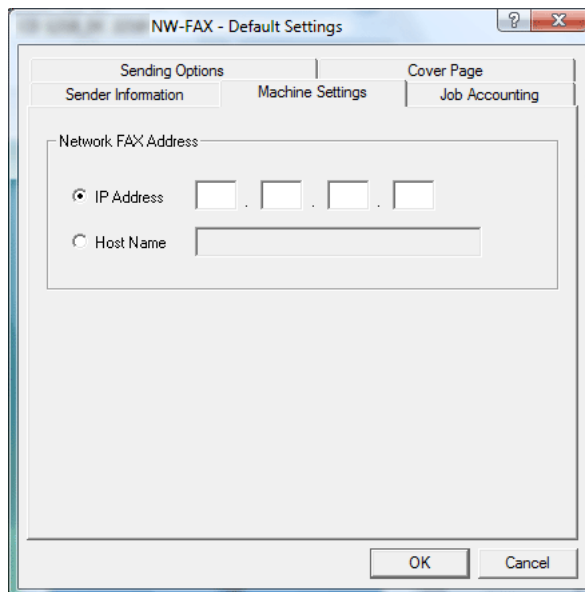 NW-FAX - Default Settings
Sending Options Cover Page
Sender Information Machine Settings Job Accounting
Network FAX Address
IP Address . . .
Host Name
OK Cancel